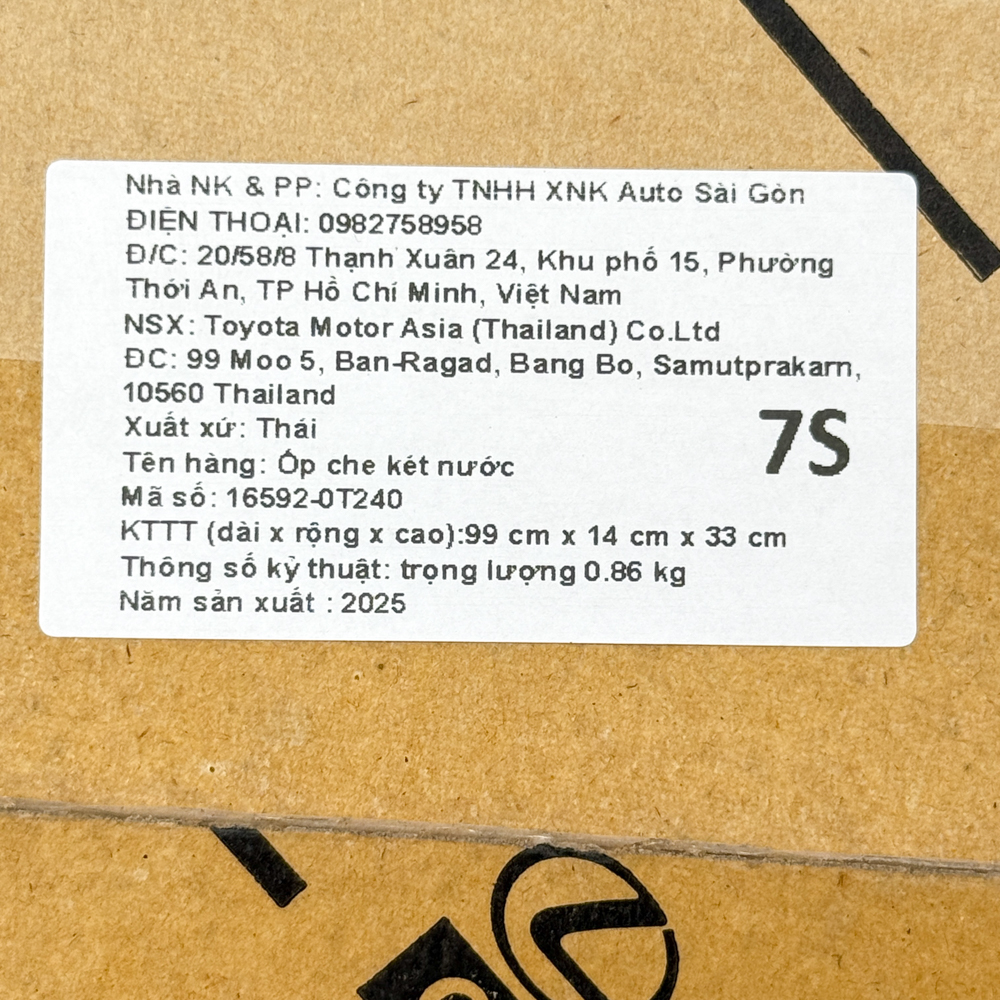 Nhà NK & PP: Công ty TNHH XNK Auto Sài Gòn
ĐIỆN THOẠI: 0982758958
Đ/C: 20/58/8 Thạnh Xuân 24, Khu phố 15, Phường
Thới An, TP Hồ Chí Minh, Việt Nam
NSX: Toyota Motor Asia (Thailand) Co.Ltd
ĐC: 99 Moo 5, Ban-Ragad, Bang Bo, Samutprakarn,
10560 Thailand
Xuất xứ: Thái
7S
Tên hàng: Ốp che két nước
Mã số: 16592-0T240
KTTT (dài x rộng x cao):99 cm x 14 cm x 33 cm
Thông số kỷ thuật: trọng lượng 0.86 kg
Năm sản xuất : 2025